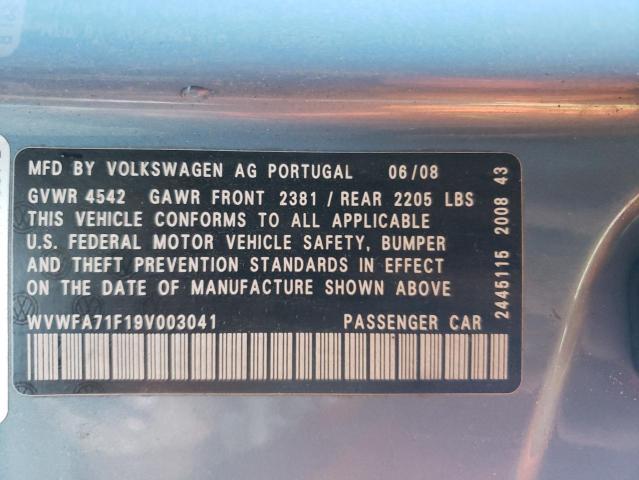 MFD BY VOLKSWAGEN AG PORTUGAL 06/08
GVWR 4542 GAWR FRONT 2381 / REAR 2205 LBS
THIS VEHICLE CONFORMS TO ALL APPLICABLE
U.S. FEDERAL MOTOR VEHICLE SAFETY, BUMPER
AND THEFT PREVENTION STANDARDS IN EFFECT
ON THE DATE OF MANUFACTURE SHOWN ABOVE
WVWFA71F19V003041 PASSENGER CAR
2445115 2008 43